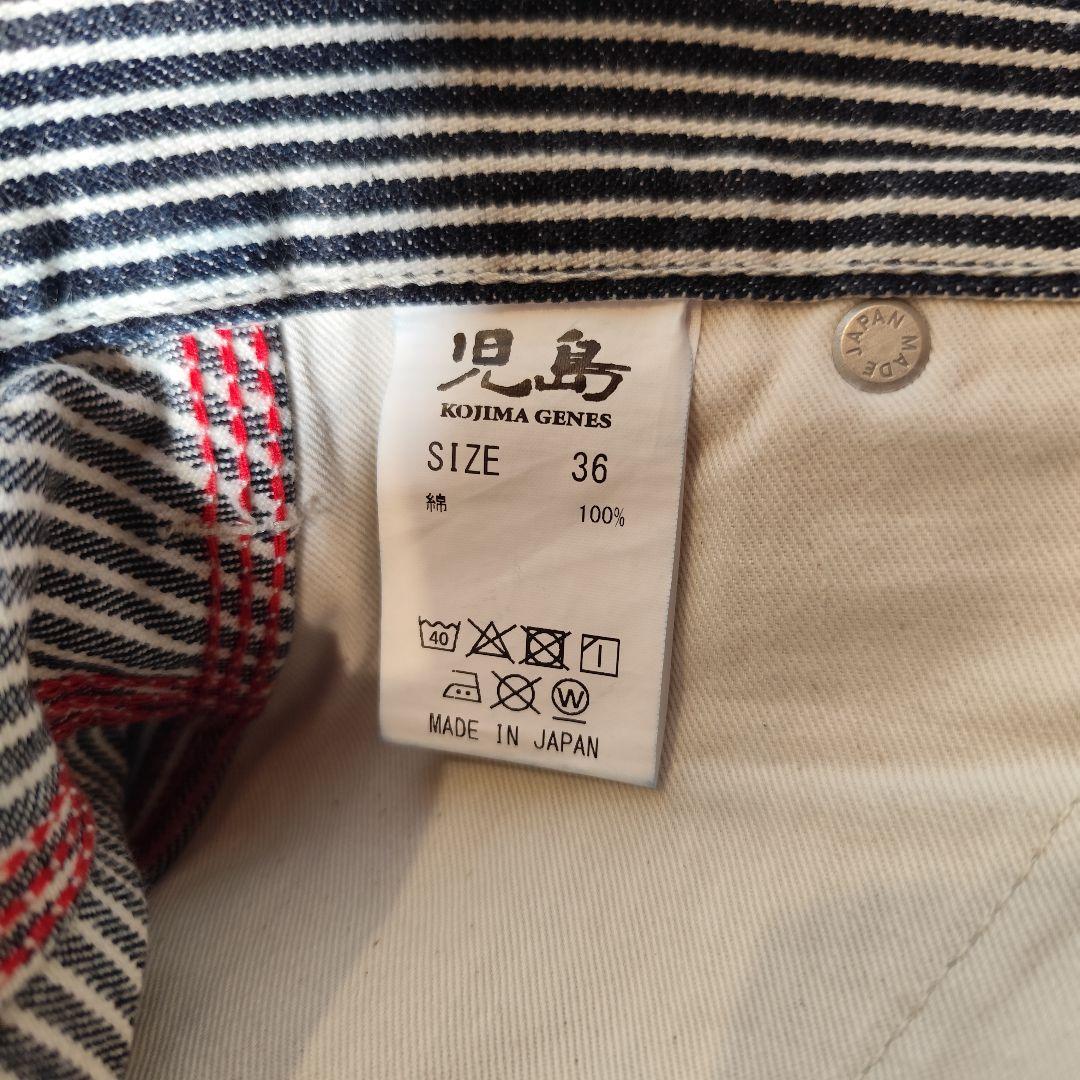 児島
KOJIMA GENES
SIZE 36
綿 100%
40
W
MADE IN JAPAN
JAPAN MADE